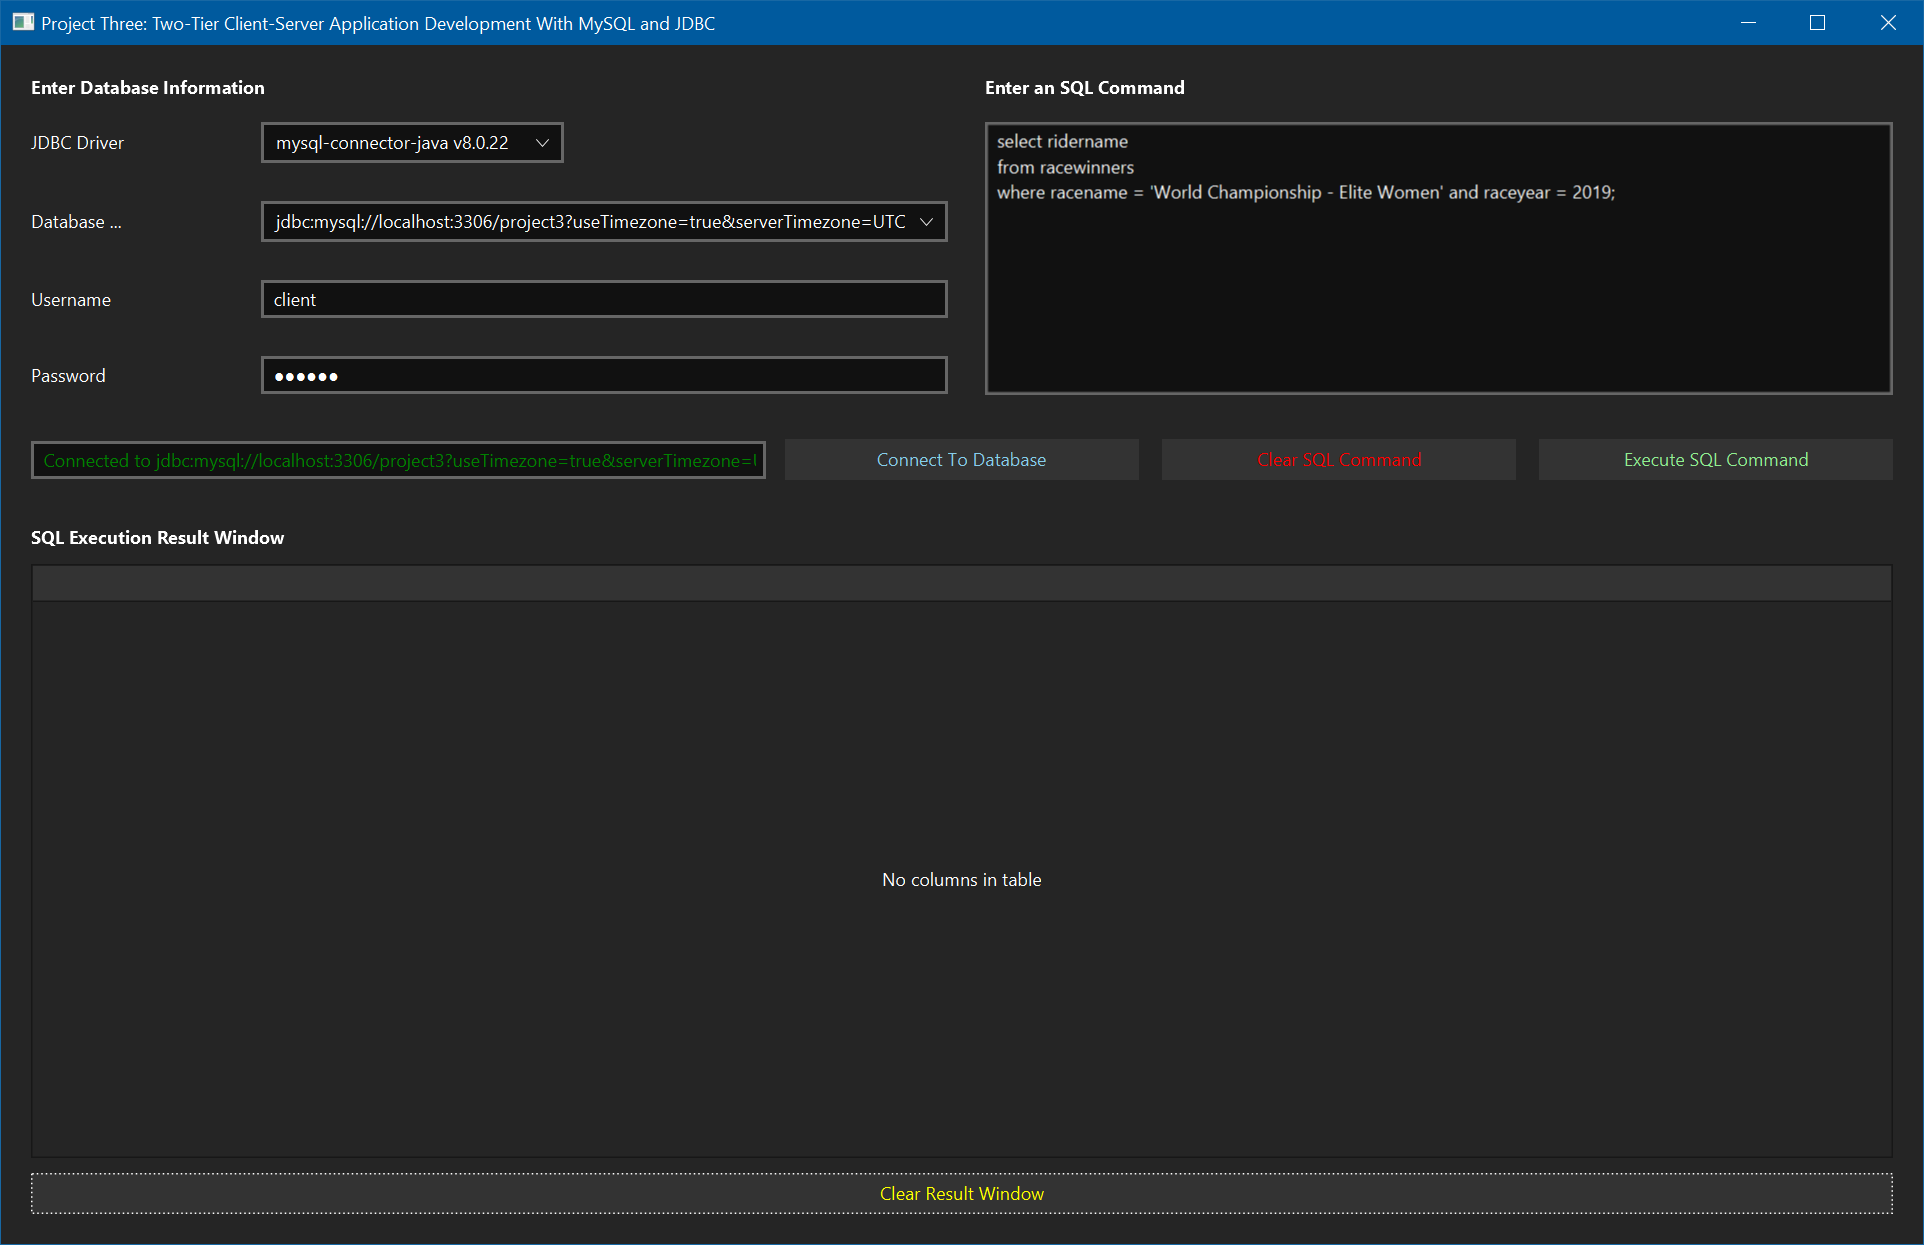 Project Three: Two-Tier Client-Server Application Development With MySQL and JDBC
Enter Database Information
JDBC Driver
mysql-connector-java v8.0.22
Database ...
jdbc:mysql://localhost:3306/project3?useTimezone=true&serverTimezone=UTC
Username
client
Password
●●●●●●
Enter an SQL Command
select ridername
from racewinners
where racename = 'World Championship - Elite Women' and raceyear = 2019;
Connected to jdbc:mysql://localhost:3306/project3?useTimezone=true&serverTimezone=
Connect To Database
Clear SQL Command
Execute SQL Command
SQL Execution Result Window
No columns in table
Clear Result Window